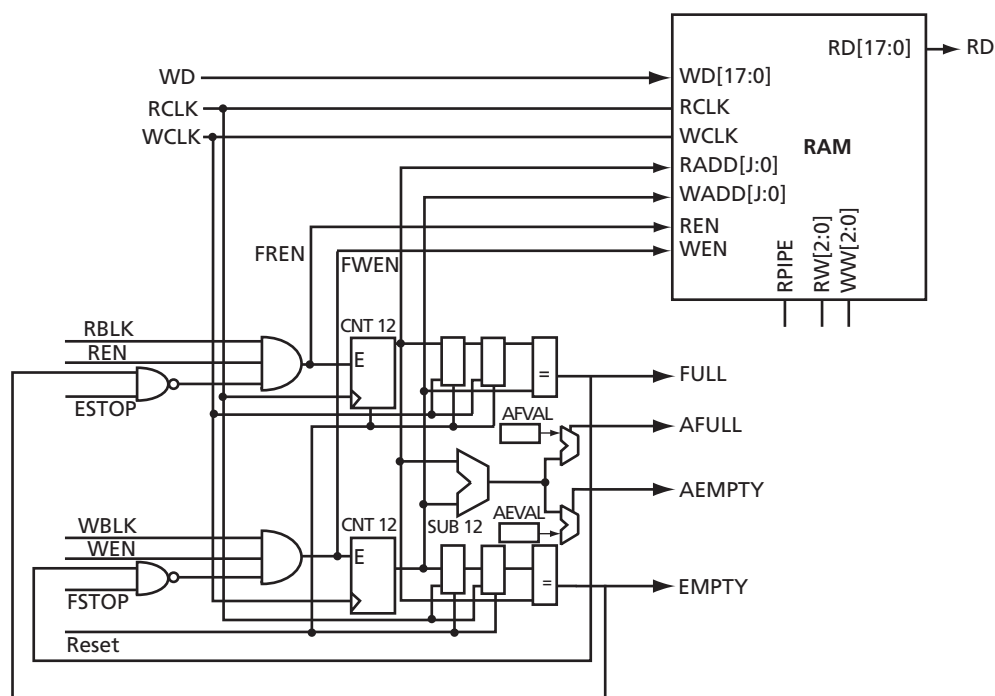 RD[17:0]
RD
WD
WD[17:0]
RCLK
RCLK
WCLK
WCLK
RAM
RADD[J:0]
WADD[J:0]
REN
FREN
FWEN
WEN
RPIPE
RW[2:0]
WW[2:0]
RBLK
CNT 12
REN
E
=
FULL
ESTOP
AFVAL
AFULL
AEMPTY
WBLK
CNT 12
SUB 12
AEVAL
WEN
E
=
EMPTY
FSTOP
Reset